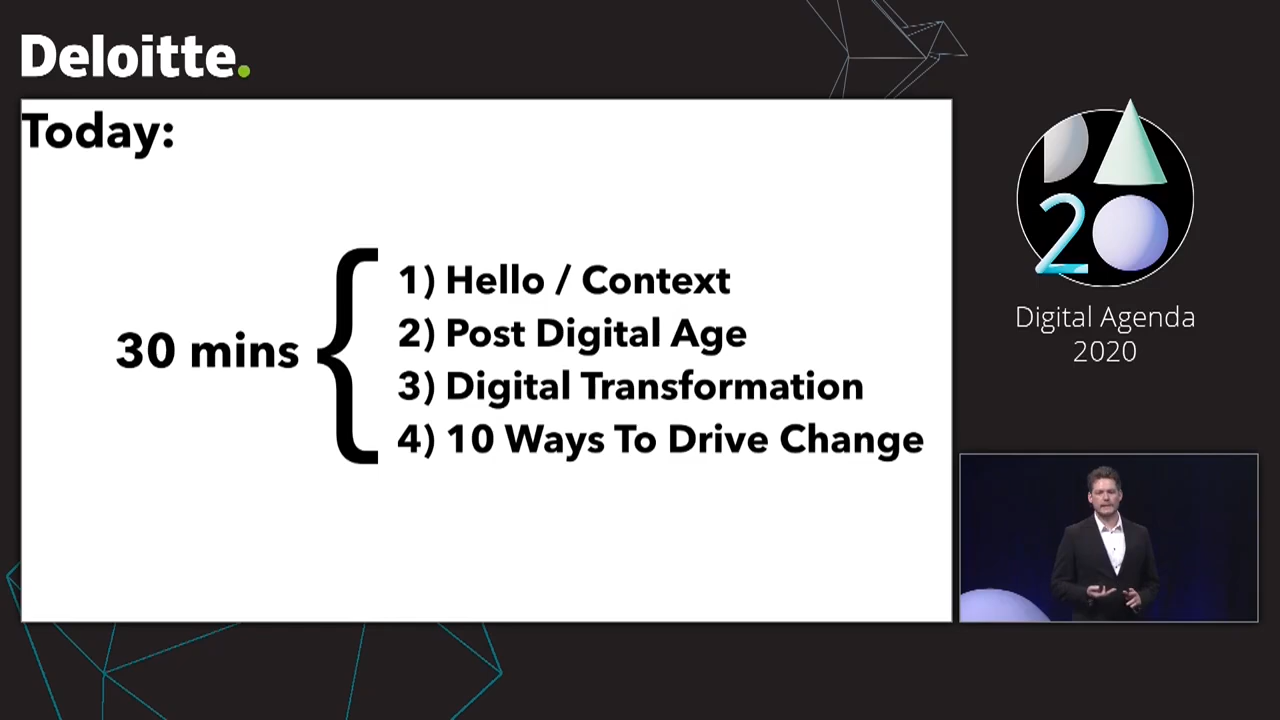 Deloitte.
Today:
30 mins
1) Hello / Context
2) Post Digital Age
3) Digital Transformation
4) 10 Ways To Drive Change
DA
20
Digital Agenda
2020